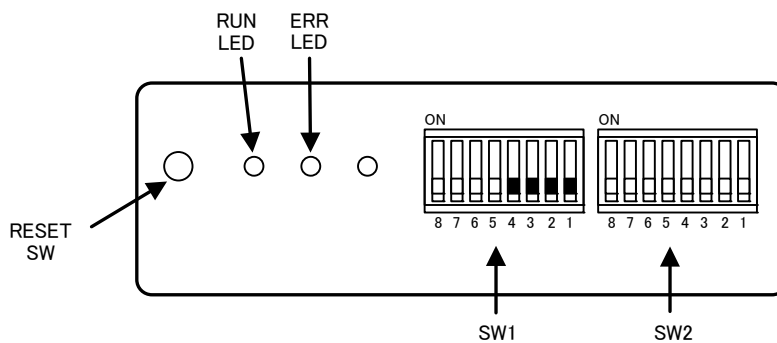 RUN
LED
ERR
LED
ON
ON
8 7 6 5 4 3 2 1
8 7 6 5 4 3 2 1
RESET
SW
SW1
SW2